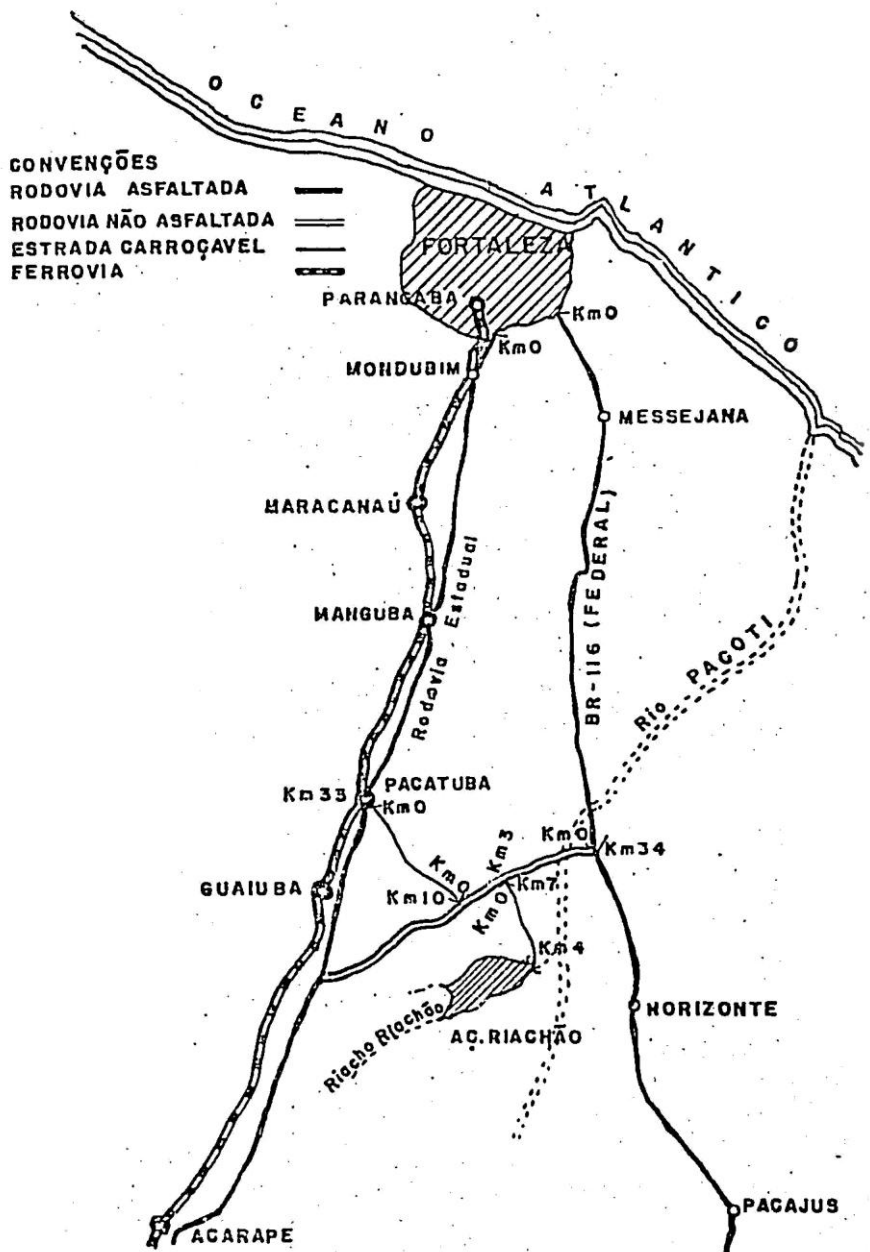 OCEANO ATLANTICO
CONVENÇÕES
RODOVIA ASFALTADA
RODOVIA NÃO ASFALTADA
ESTRADA CARROÇAVEL
FERROVIA
FORTALEZA
PARANGABA
Km0
Km0
MONDUBIM
MESSEJANA
MARACANAÚ
MANGUBA
Rodovia Estadual
BR-116 (FEDERAL)
Rio PACOTI
Km33
PACATUBA
Km0
Km3
Km0
Km34
Km0
Km10
Km7
Km0
GUAIUBA
Km4
HORIZONTE
Riacho Riachão
AC.RIACHÃO
PACAJUS
ACARAPE